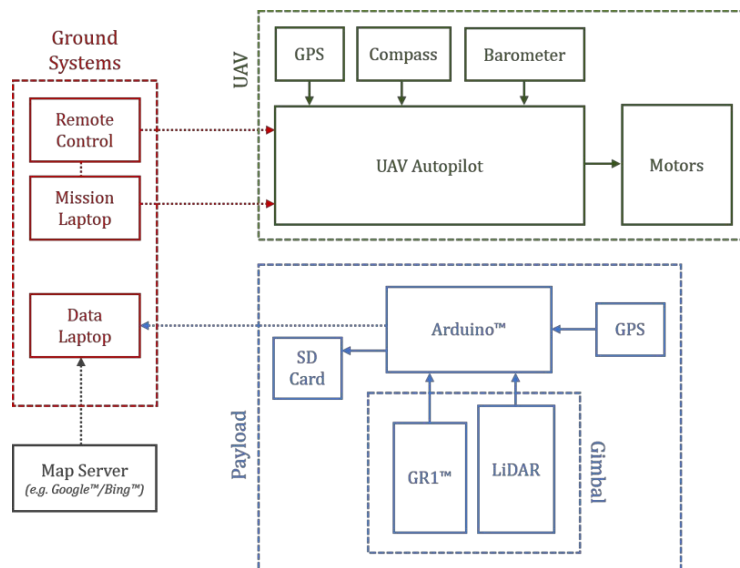 Ground
Systems
Remote
Control
Mission
Laptop
Data
Laptop
Map Server
(e.g. Google™/Bing™)
UAV
GPS
Compass
Barometer
UAV Autopilot
Motors
Payload
Arduino™
GPS
SD
Card
GR1™
LiDAR
Gimbal